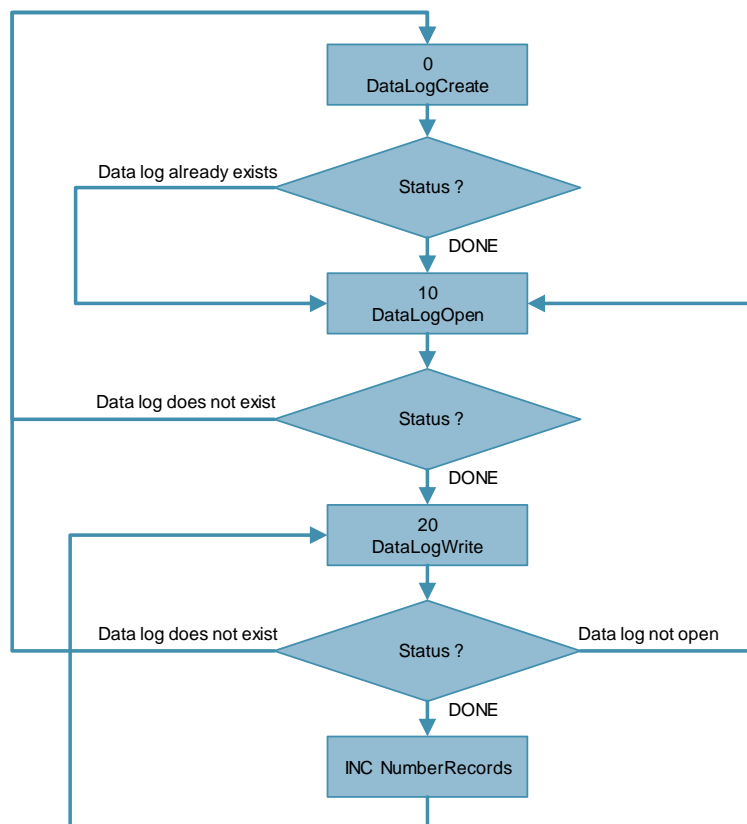 0
DataLogCreate
Data log already exists
Status ?
DONE
10
DataLogOpen
Data log does not exist
Status ?
DONE
20
DataLogWrite
Data log does not exist
Status ?
Data log not open
DONE
INC NumberRecords